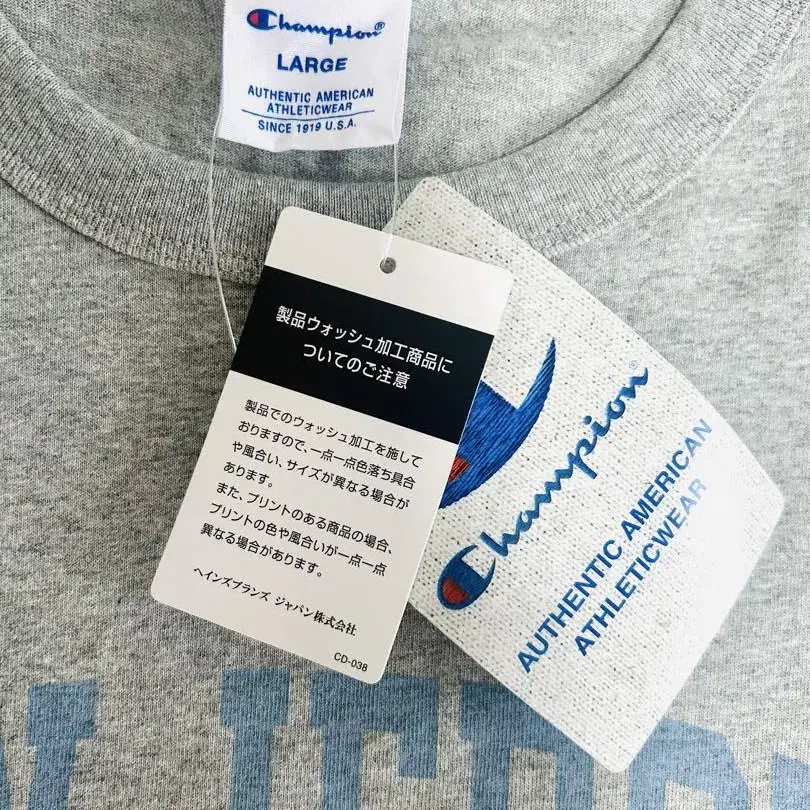 Champion®
LARGE
AUTHENTIC AMERICAN
ATHLETICWEAR
SINCE 1919 U.S.A.
製品ウォッシュ加工商品に
ついてのご注意
製品でのウォッシュ加工を施して
おりますので、一点一点色落ち具合
や風合い、サイズが異なる場合が
あります。
また、プリントのある商品の場合、
プリントの色や風合いが一点一点
異なる場合があります。
ヘインズブランズ ジャパン株式会社
CD-038
Champion®
AUTHENTIC AMERICAN
ATHLETICWEAR